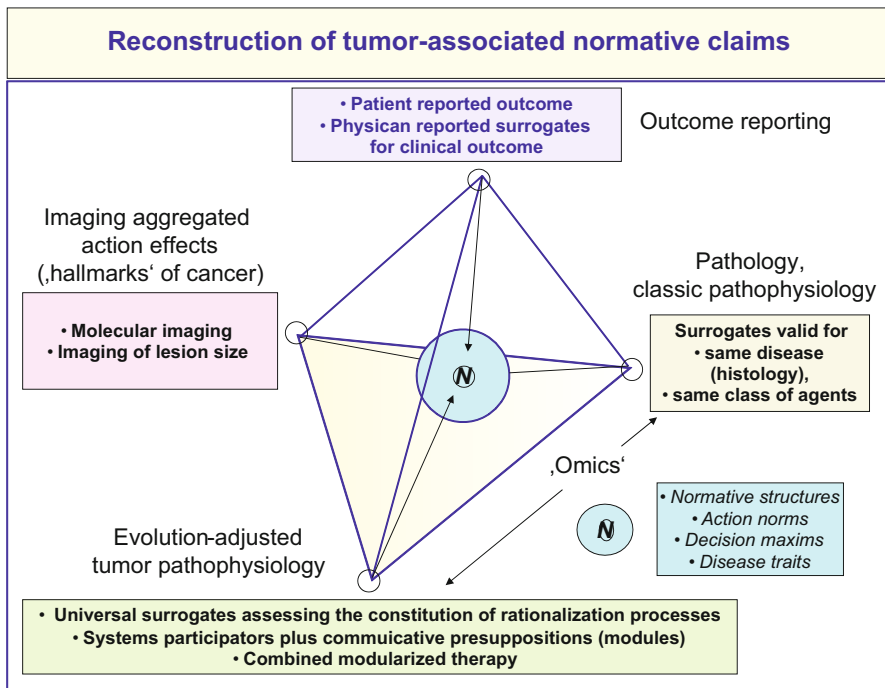 Reconstruction of tumor-associated normative claims
• Patient reported outcome
• Physican reported surrogates
for clinical outcome
Outcome reporting
Imaging aggregated
action effects
(‚hallmarks‘ of cancer)
• Molecular imaging
• Imaging of lesion size
Pathology,
classic pathophysiology
Surrogates valid for
• same disease
(histology),
• same class of agents
N
‚Omics‘
N
• Normative structures
• Action norms
• Decision maxims
• Disease traits
Evolution-adjusted
tumor pathophysiology
• Universal surrogates assessing the constitution of rationalization processes
• Systems participators plus commuicative presuppositions (modules)
• Combined modularized therapy